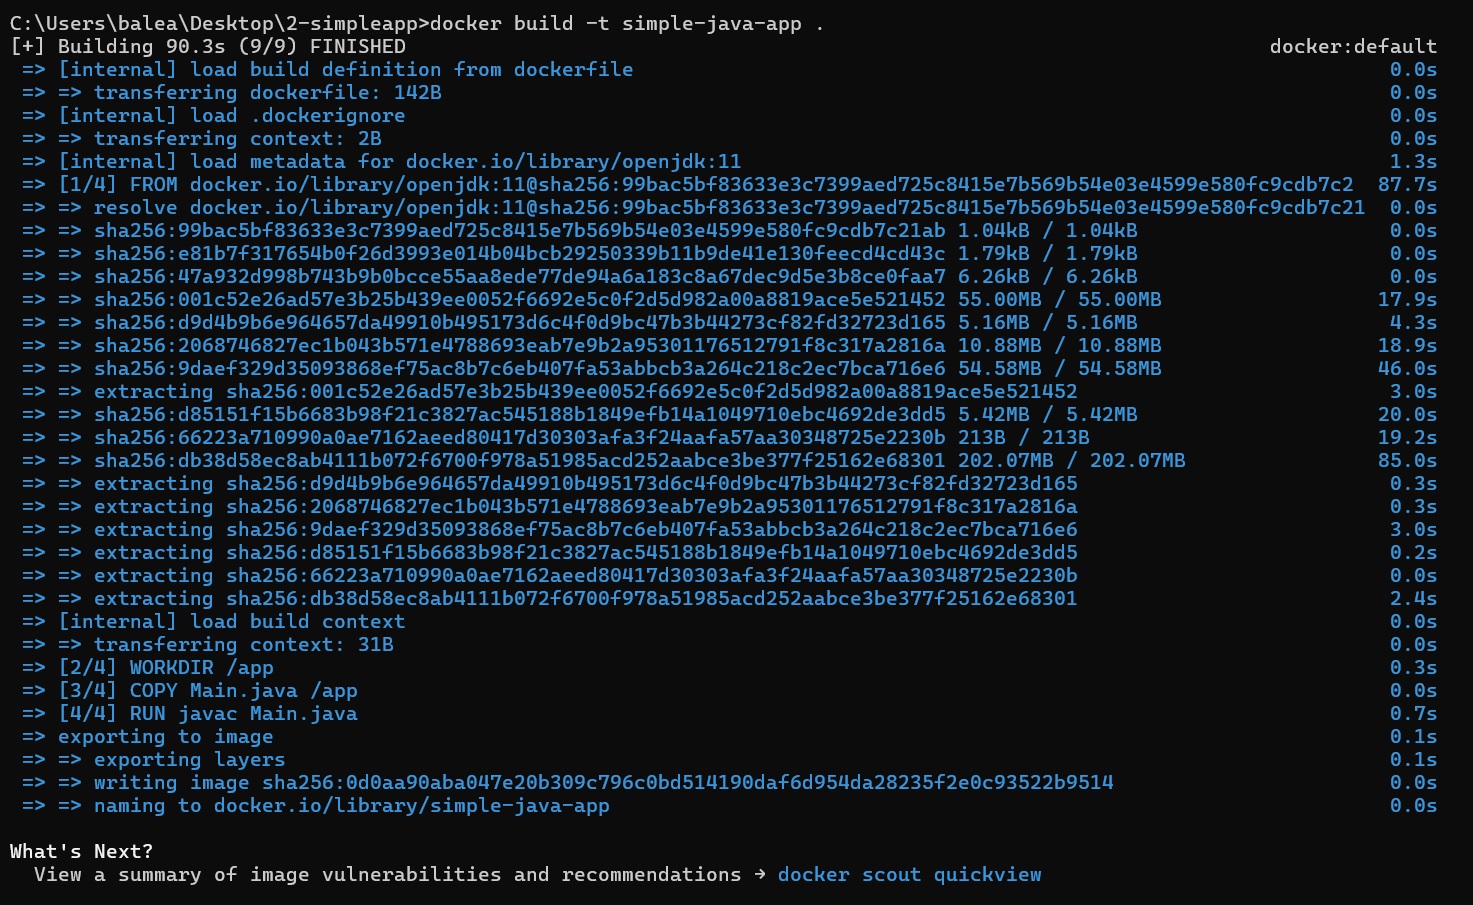 C:\Users\balea\Desktop\2-simpleapp>docker build -t simple-java-app .
[+] Building 90.3s (9/9) FINISHED docker:default
=> [internal] load build definition from dockerfile 0.0s
=> => transferring dockerfile: 142B 0.0s
=> [internal] load .dockerignore 0.0s
=> => transferring context: 2B 0.0s
=> [internal] load metadata for docker.io/library/openjdk:11 1.3s
=> [1/4] FROM docker.io/library/openjdk:11@sha256:99bac5bf83633e3c7399aed725c8415e7b569b54e03e4599e580fc9cdb7c2 87.7s
=> => resolve docker.io/library/openjdk:11@sha256:99bac5bf83633e3c7399aed725c8415e7b569b54e03e4599e580fc9cdb7c21 0.0s
=> => sha256:99bac5bf83633e3c7399aed725c8415e7b569b54e03e4599e580fc9cdb7c21ab 1.04kB / 1.04kB 0.0s
=> => sha256:e81b7f317654b0f26d3993e014b04bcb29250339b11b9de41e130feecd4cd43c 1.79kB / 1.79kB 0.0s
=> => sha256:47a932d998b743b9b0bcce55aa8ede77de94a6a183c8a67dec9d5e3b8ce0faa7 6.26kB / 6.26kB 0.0s
=> => sha256:001c52e26ad57e3b25b439ee0052f6692e5c0f2d5d982a00a8819ace5e521452 55.00MB / 55.00MB 17.9s
=> => sha256:d9d4b9b6e964657da49910b495173d6c4f0d9bc47b3b44273cf82fd32723d165 5.16MB / 5.16MB 4.3s
=> => sha256:2068746827ec1b043b571e4788693eab7e9b2a95301176512791f8c317a2816a 10.88MB / 10.88MB 18.9s
=> => sha256:9daef329d35093868ef75ac8b7c6eb407fa53abbcb3a264c218c2ec7bca716e6 54.58MB / 54.58MB 46.0s
=> => extracting sha256:001c52e26ad57e3b25b439ee0052f6692e5c0f2d5d982a00a8819ace5e521452 3.0s
=> => sha256:d85151f15b6683b98f21c3827ac545188b1849efb14a1049710ebc4692de3dd5 5.42MB / 5.42MB 20.0s
=> => sha256:66223a710990a0ae7162aeed80417d30303afa3f24aafa57aa30348725e2230b 213B / 213B 19.2s
=> => sha256:db38d58ec8ab4111b072f6700f978a51985acd252aabce3be377f25162e68301 202.07MB / 202.07MB 85.0s
=> => extracting sha256:d9d4b9b6e964657da49910b495173d6c4f0d9bc47b3b44273cf82fd32723d165 0.3s
=> => extracting sha256:2068746827ec1b043b571e4788693eab7e9b2a95301176512791f8c317a2816a 0.3s
=> => extracting sha256:9daef329d35093868ef75ac8b7c6eb407fa53abbcb3a264c218c2ec7bca716e6 3.0s
=> => extracting sha256:d85151f15b6683b98f21c3827ac545188b1849efb14a1049710ebc4692de3dd5 0.2s
=> => extracting sha256:66223a710990a0ae7162aeed80417d30303afa3f24aafa57aa30348725e2230b 0.0s
=> => extracting sha256:db38d58ec8ab4111b072f6700f978a51985acd252aabce3be377f25162e68301 2.4s
=> [internal] load build context 0.0s
=> => transferring context: 31B 0.0s
=> [2/4] WORKDIR /app 0.3s
=> [3/4] COPY Main.java /app 0.0s
=> [4/4] RUN javac Main.java 0.7s
=> exporting to image 0.1s
=> => exporting layers 0.1s
=> => writing image sha256:0d0aa90aba047e20b309c796c0bd514190daf6d954da28235f2e0c93522b9514 0.0s
=> => naming to docker.io/library/simple-java-app 0.0s
What's Next?
View a summary of image vulnerabilities and recommendations → docker scout quickview